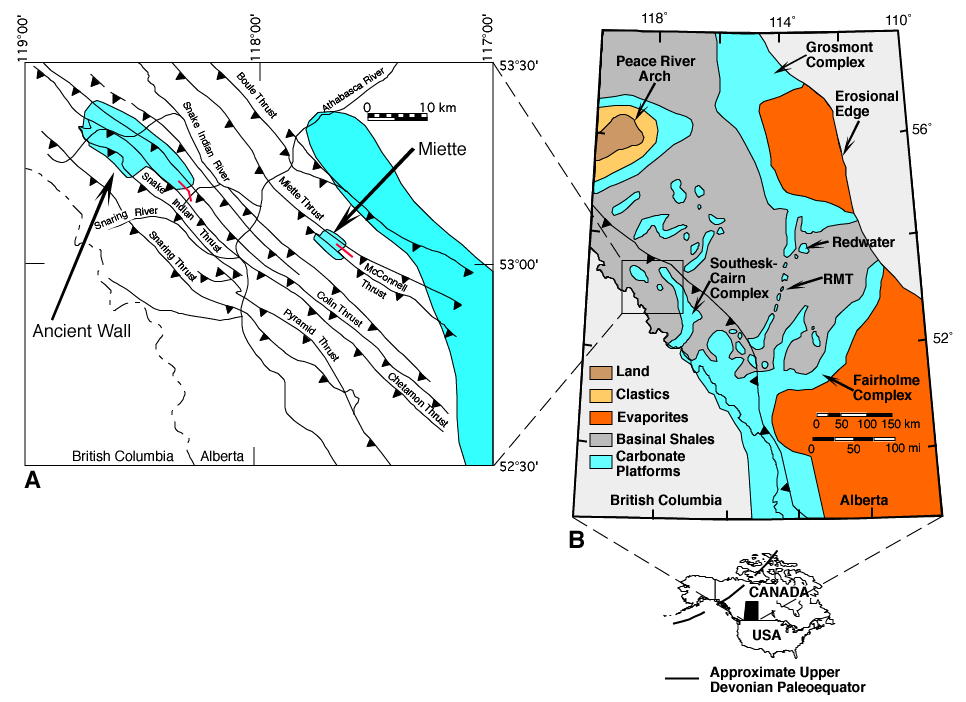 119°00'
118°00'
117°00'
53°30'
53°00'
52°30'
Boule Thrust
Athabasca River
0 10 km
Snake Indian River
Miette
Miette Thrust
Snake Indian Thrust
Snaring River
Snaring Thrust
McConnell
Thrust
Ancient Wall
Colin Thrust
Pyramid Thrust
Chetamon Thrust
British Columbia
Alberta
A
118°
114°
110°
56°
52°
Peace River
Arch
Grosmont
Complex
Erosional
Edge
Redwater
Southesk-
Cairn
Complex
RMT
Land
Clastics
Evaporites
Basinal Shales
Carbonate
Platforms
Fairholme
Complex
0 50 100 150 km
0 50 100 mi
British Columbia
Alberta
B
CANADA
USA
Approximate Upper
Devonian Paleoequator